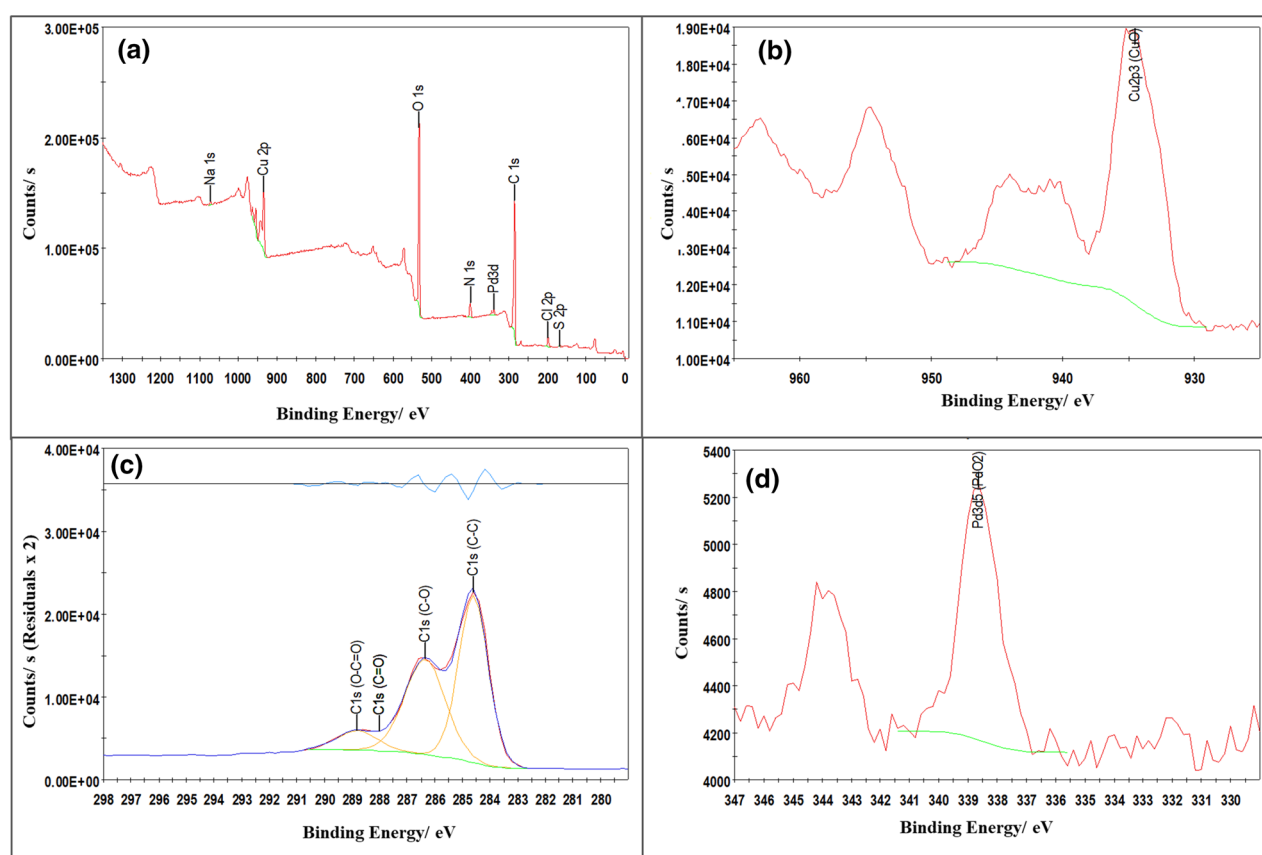 (a)
3.00E+05
2.00E+05
1.00E+05
0.00E+00
Counts/ s
Na 1s
Cu 2p
O 1s
N 1s
Pd3d
C 1s
Cl 2p
S 2p
1300 1200 1100 1000 900 800 700 600 500 400 300 200 100 0
Binding Energy/ eV
(b)
1.90E+04
1.80E+04
1.70E+04
1.60E+04
1.50E+04
1.40E+04
1.30E+04
1.20E+04
1.10E+04
1.00E+04
Counts/ s
Cu2p3 (CuO)
960 950 940 930
Binding Energy/ eV
(c)
4.00E+04
3.00E+04
2.00E+04
1.00E+04
0.00E+00
Counts/ s (Residuals x 2)
C1s (O-C=O)
C1s (C=O)
C1s (C-O)
C1s (C-C)
298 297 296 295 294 293 292 291 290 289 288 287 286 285 284 283 282 281 280
Binding Energy/ eV
(d)
5400
5200
5000
4800
4600
4400
4200
4000
Counts/ s
Pd3d5 (PdO2)
347 346 345 344 343 342 341 340 339 338 337 336 335 334 333 332 331 330
Binding Energy/ eV